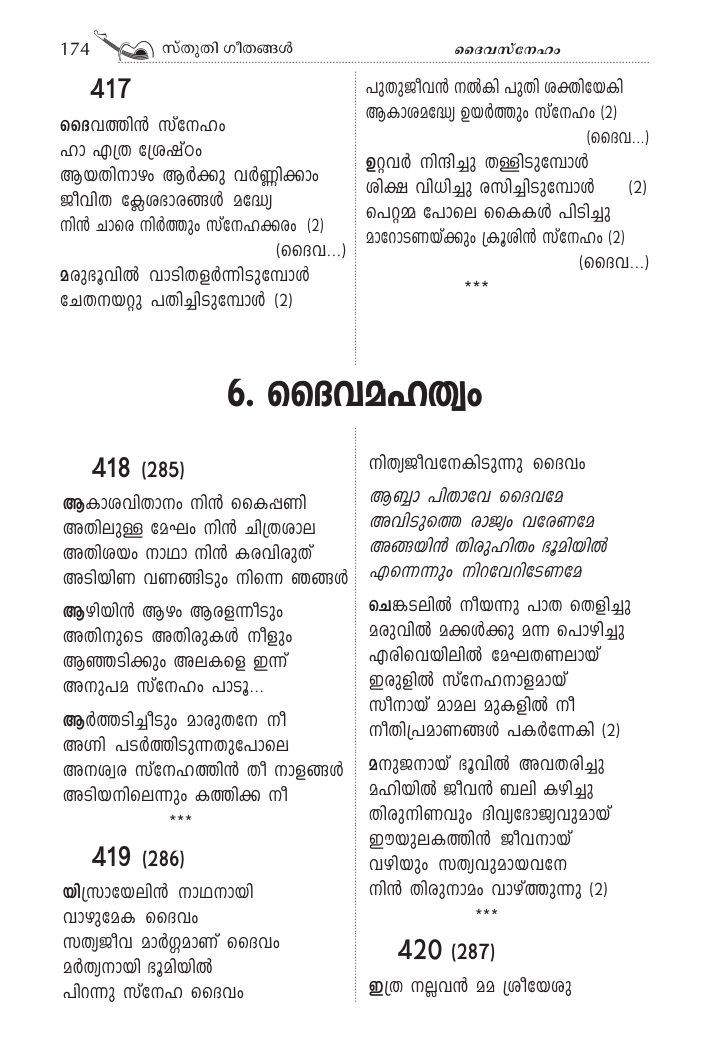 174 സ്തുതി ഗീതങ്ങൾ
ദൈവസ്നേഹം
417
ദൈവത്തിൻ സ്നേഹം
ഹാ എത്ര ശ്രേഷ്ഠം
ആയതിനാഴം ആർക്കു വർണ്ണിക്കാം
ജീവിത ക്ലേശഭാരങ്ങൾ മദ്ധ്യേ
നിൻ ചാരെ നിർത്തും സ്നേഹക്കരം (2)
(ദൈവ...)
മരുഭൂവിൽ വാടിതളർന്നിടുമ്പോൾ
ചേതനയറ്റു പതിച്ചിടുമ്പോൾ (2)
പുതുജീവൻ നൽകി പുതി ശക്തിയേകി
ആകാശമദ്ധ്യേ ഉയർത്തും സ്നേഹം (2)
(ദൈവ...)
ഉറ്റവർ നിന്ദിച്ചു തള്ളിടുമ്പോൾ
ശിക്ഷ വിധിച്ചു രസിച്ചിടുമ്പോൾ (2)
പെറ്റമ്മ പോലെ കൈകൾ പിടിച്ചു
മാറോടണയ്ക്കും ക്രൂശിൻ സ്നേഹം (2)
(ദൈവ...)
***
6. ദൈവമഹത്വം
418 (285)
ആകാശവിതാനം നിൻ കൈപ്പണി
അതിലുള്ള മേഘം നിൻ ചിത്രശാല
അതിശയം നാഥാ നിൻ കരവിരുത്
അടിയിണ വണങ്ങിടും നിന്നെ ഞങ്ങൾ
ആഴിയിൻ ആഴം ആരളന്നീടും
അതിനുടെ അതിരുകൾ നീളും
ആഞ്ഞടിക്കും അലകളെ ഇന്ന്
അനുപമ സ്നേഹം പാടൂ...
ആർത്തടിച്ചീടും മാരുതനേ നീ
അഗ്നി പടർത്തിടുന്നതുപോലെ
അനശ്വര സ്നേഹത്തിൻ തീ നാളങ്ങൾ
അടിയനിലെന്നും കത്തിക്ക നീ
***
419 (286)
യിസ്രായേലിൻ നാഥനായി
വാഴുമേക ദൈവം
സത്യജീവ മാർഗ്ഗമാണ് ദൈവം
മർത്യനായി ഭൂമിയിൽ
പിറന്നു സ്നേഹ ദൈവം
നിത്യജീവനേകിടുന്നു ദൈവം
ആബ്ബാ പിതാവേ ദൈവമേ
അവിടുത്തെ രാജ്യം വരേണമേ
അങ്ങയിൻ തിരുഹിതം ഭൂമിയിൽ
എന്നെന്നും നിറവേറിടേണമേ
ചെങ്കടലിൽ നീയന്നു പാത തെളിച്ചു
മരുവിൽ മക്കൾക്കു മന്ന പൊഴിച്ചു
എരിവെയിലിൽ മേഘതണലായ്
ഇരുളിൽ സ്നേഹനാളമായ്
സീനായ് മാമല മുകളിൽ നീ
നീതിപ്രമാണങ്ങൾ പകർന്നേകി (2)
മനുജനായ് ഭൂവിൽ അവതരിച്ചു
മഹിയിൽ ജീവൻ ബലി കഴിച്ചു
തിരുനിണവും ദിവ്യഭോജ്യവുമായ്
ഈയുലകത്തിൻ ജീവനായ്
വഴിയും സത്യവുമായവനേ
നിൻ തിരുനാമം വാഴ്ത്തുന്നു (2)
***
420 (287)
ഇത്ര നല്ലവൻ മമ ശ്രീയേശു